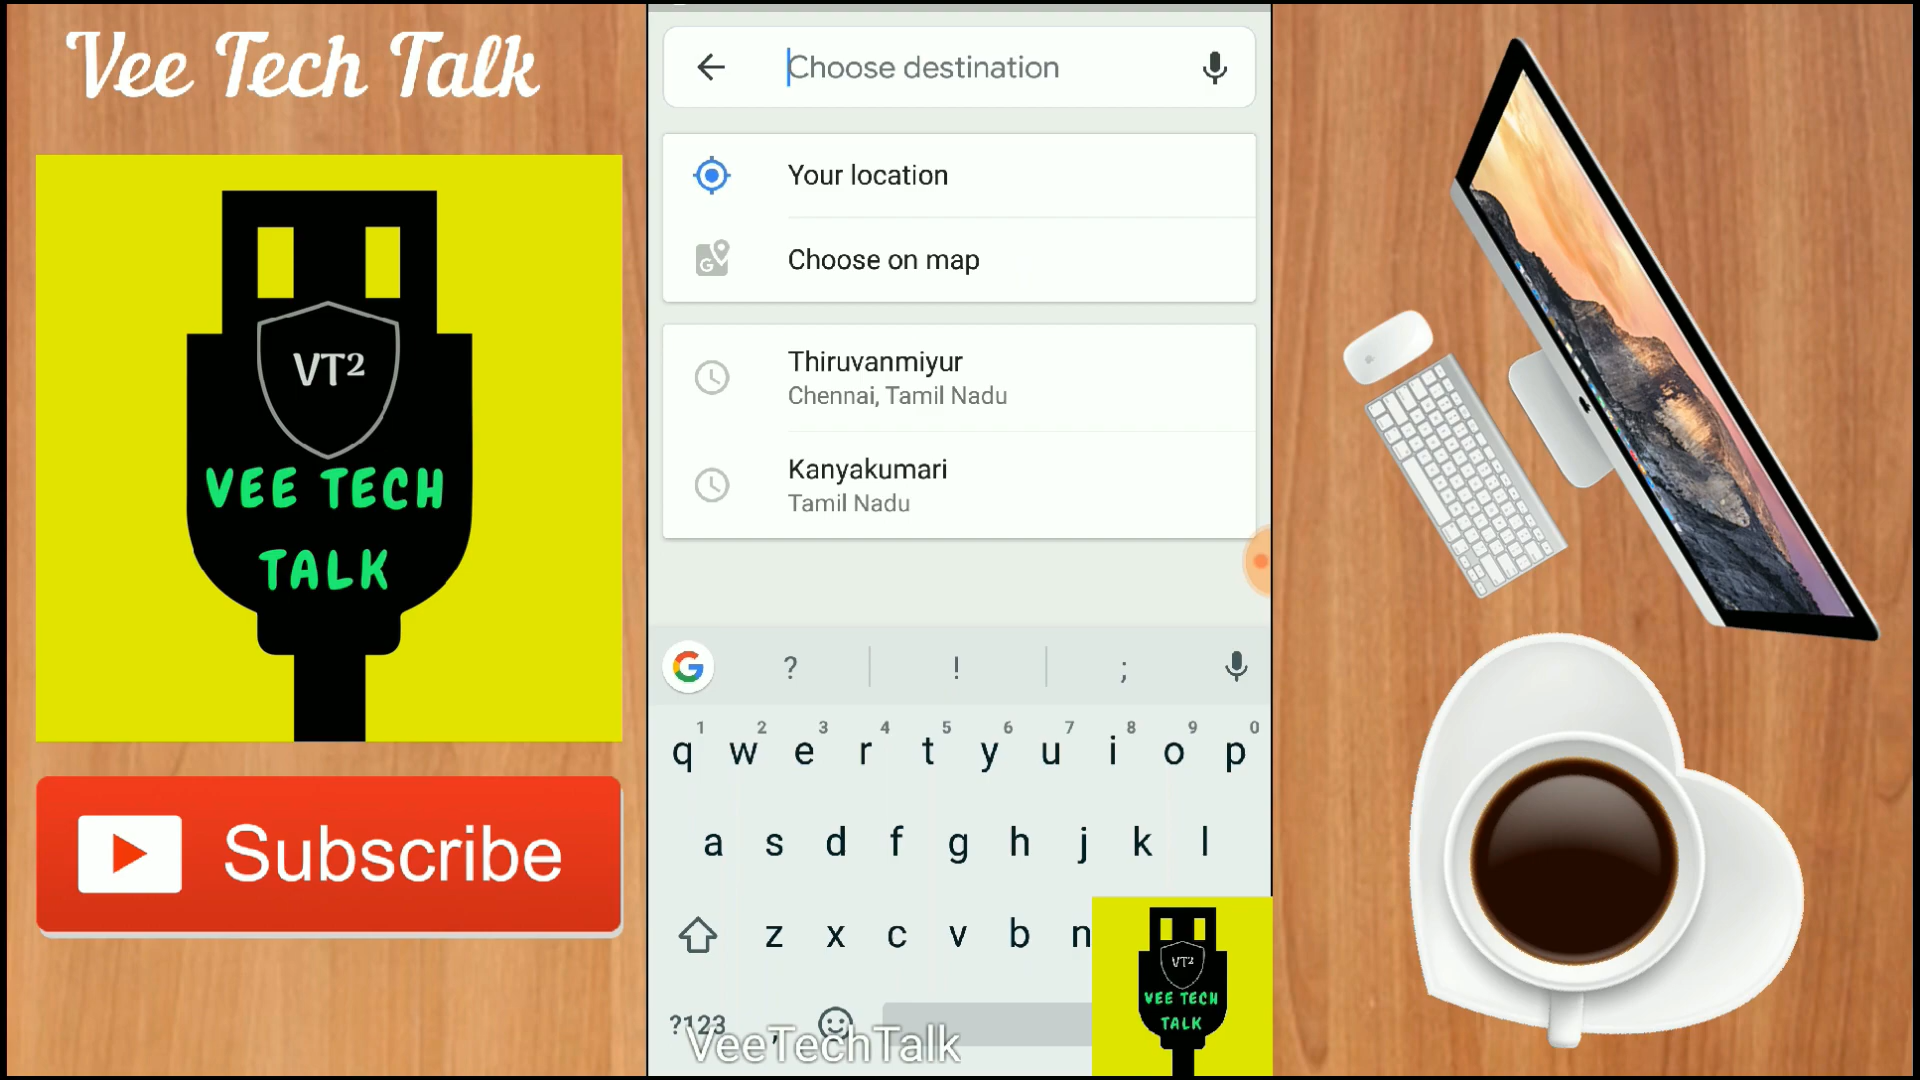 Vee Tech Talk
VT²
VEE TECH
TALK
Subscribe
Choose destination
Your location
G
Choose on map
Thiruvanmiyur
Chennai, Tamil Nadu
Kanyakumari
Tamil Nadu
G ? ! ;
1 2 3 4 5 6 7 8 9 0
q w e r t y u i o p
a s d f g h j k l
z x c v b n
?123 ,
VeeTechTalk
VT²
VEE TECH
TALK